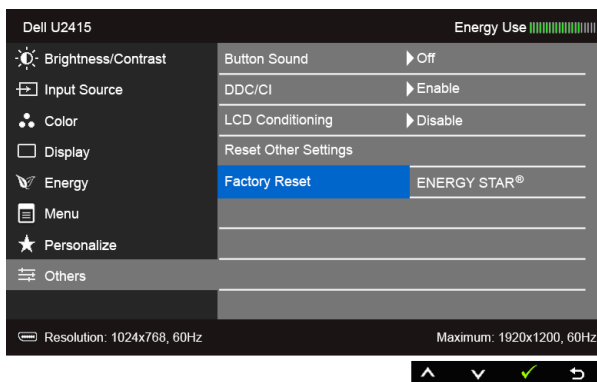 Dell U2415 Energy Use
Brightness/Contrast Button Sound Off
Input Source DDC/CI Enable
Color LCD Conditioning Disable
Display Reset Other Settings
Energy Factory Reset ENERGY STAR®
Menu
Personalize
Others
Resolution: 1024x768, 60Hz Maximum: 1920x1200, 60Hz